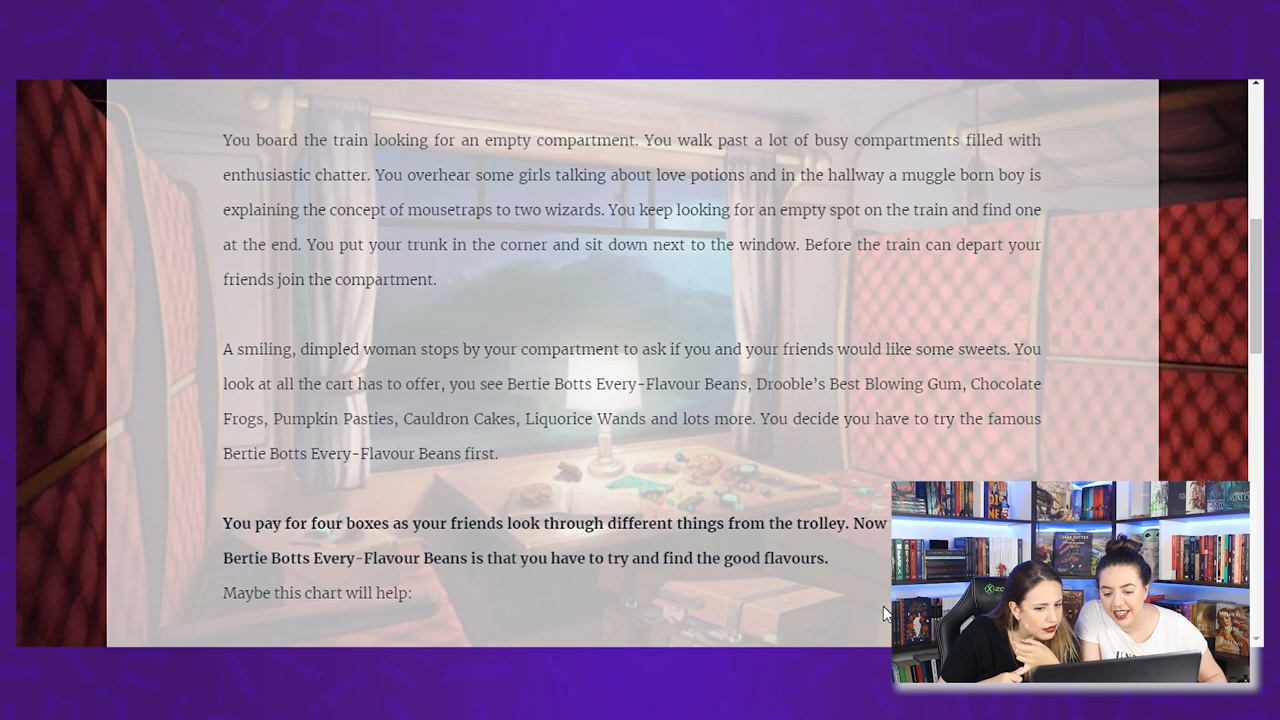 You board the train looking for an empty compartment. You walk past a lot of busy compartments filled with
enthusiastic chatter. You overhear some girls talking about love potions and in the hallway a muggle born boy is
explaining the concept of mousetraps to two wizards. You keep looking for an empty spot on the train and find one
at the end. You put your trunk in the corner and sit down next to the window. Before the train can depart your
friends join the compartment.
A smiling, dimpled woman stops by your compartment to ask if you and your friends would like some sweets. You
look at all the cart has to offer, you see Bertie Botts Every-Flavour Beans, Drooble’s Best Blowing Gum, Chocolate
Frogs, Pumpkin Pasties, Cauldron Cakes, Liquorice Wands and lots more. You decide you have to try the famous
Bertie Botts Every-Flavour Beans first.
You pay for four boxes as your friends look through different things from the trolley. Now
Bertie Botts Every-Flavour Beans is that you have to try and find the good flavours.
Maybe this chart will help: